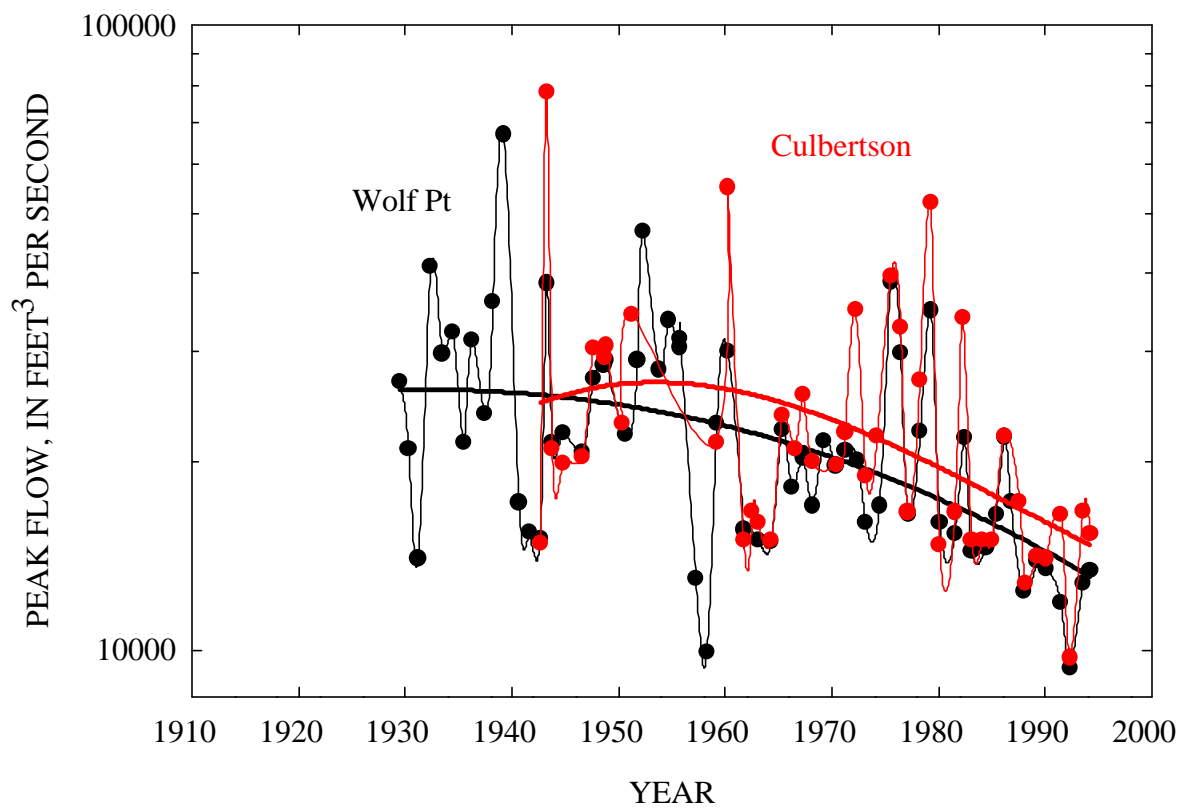 100000
10000
PEAK FLOW, IN FEET³ PER SECOND
Wolf Pt
Culbertson
1910 1920 1930 1940 1950 1960 1970 1980 1990 2000
YEAR